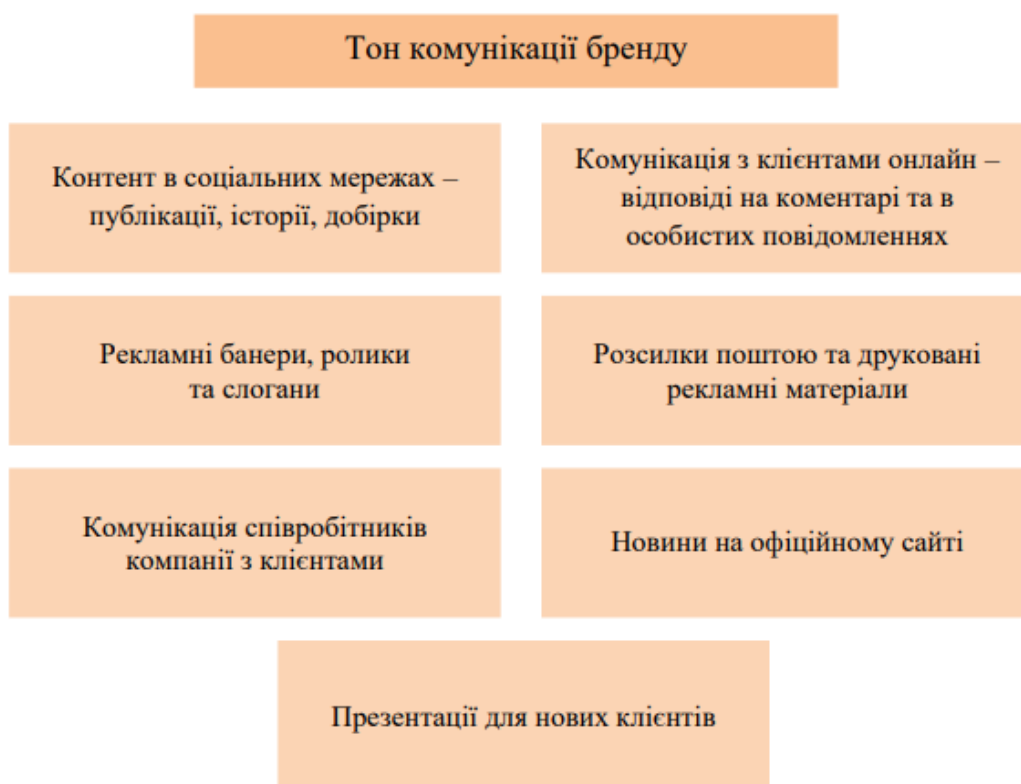 Тон комунікації бренду
Контент в соціальних мережах –
публікації, історії, добірки
Комунікація з клієнтами онлайн –
відповіді на коментарі та в
особистих повідомленнях
Рекламні банери, ролики
та слогани
Розсилки поштою та друковані
рекламні матеріали
Комунікація співробітників
компанії з клієнтами
Новини на офіційному сайті
Презентації для нових клієнтів